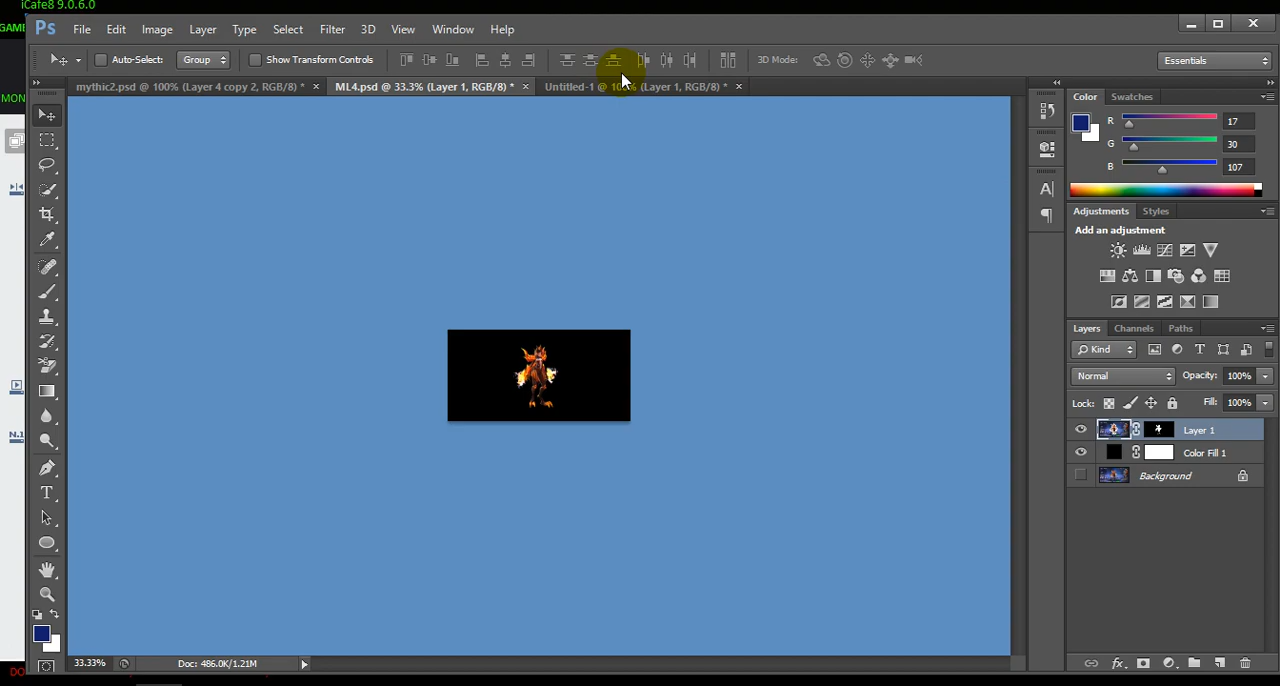 iCafe8 9.0.6.0
GAME
Ps File Edit Image Layer Type Select Filter 3D View Window Help
Auto-Select: Group Show Transform Controls 3D Mode: Essentials
mythic2.psd @ 100% (Layer 4 copy 2, RGB/8) * × ML4.psd @ 33.3% (Layer 1, RGB/8) * × Untitled-1 @ 100% (Layer 1, RGB/8) * ×
MON
Color Swatches
R 17
G 30
B 107
Adjustments Styles
Add an adjustment
Layers Channels Paths
Kind
Normal Opacity: 100%
Lock: Fill: 100%
Layer 1
Color Fill 1
Background
N.1
33.33% Doc: 486.0K/1.21M
DO